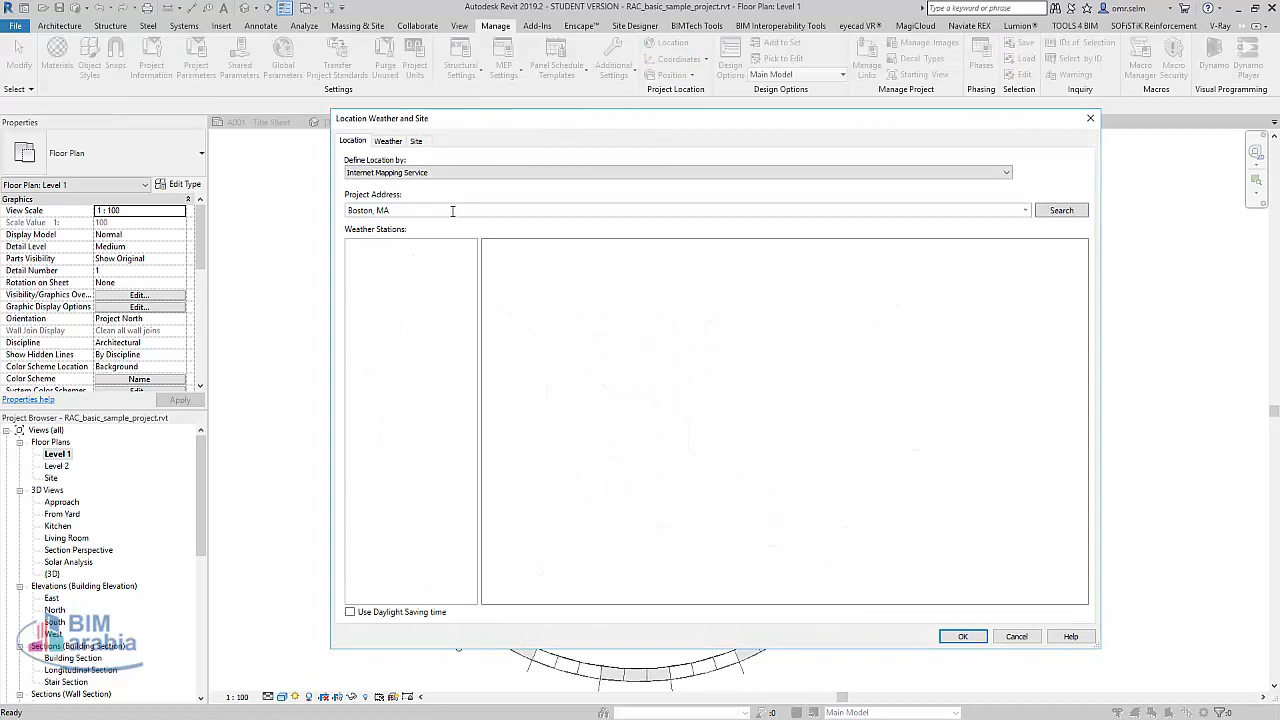 Autodesk Revit 2019.2 - STUDENT VERSION - RAC_basic_sample_project.rvt - Floor Plan: Level 1
Type a keyword or phrase
omr.selm
File Architecture Structure Steel Systems Insert Annotate Analyze Massing & Site Collaborate View Manage Add-Ins Enscape™ Site Designer BIMTech Tools BIM Interoperability Tools eyecad VR® MagiCloud Naviate REX Lumion® TOOLS 4 BIM SOFiSTiK Reinforcement V-Ray
Modify Materials Object Styles Snaps Project Information Project Parameters Shared Parameters Global Parameters Transfer Project Standards Purge Unused Project Units Structural Settings MEP Settings Panel Schedule Templates Additional Settings
Location
Coordinates
Position
Design Options
Add to Set
Pick to Edit
Main Model
Manage Links
Manage Images
Decal Types
Starting View
Phases
Save
Load
Edit
IDs of Selection
Select by ID
Warnings
Macro Manager
Macro Security
Dynamo
Dynamo Player
Select Settings Project Location Design Options Manage Project Phasing Selection Inquiry Macros Visual Programming
Properties
Floor Plan
Floor Plan: Level 1 Edit Type
Graphics
View Scale 1 : 100
Scale Value 1: 100
Display Model Normal
Detail Level Medium
Parts Visibility Show Original
Detail Number 1
Rotation on Sheet None
Visibility/Graphics Ove... Edit...
Graphic Display Options Edit...
Orientation Project North
Wall Join Display Clean all wall joins
Discipline Architectural
Show Hidden Lines By Discipline
Color Scheme Location Background
Color Scheme Name
System Color Schemes Edit...
Properties help Apply
Project Browser - RAC_basic_sample_project.rvt
Views (all)
Floor Plans
Level 1
Level 2
Site
3D Views
Approach
From Yard
Kitchen
Living Room
Section Perspective
Solar Analysis
{3D}
Elevations (Building Elevation)
East
North
South
West
Sections (Building Section)
Building Section
Longitudinal Section
Stair Section
Sections (Wall Section)
BIM
arabia
A001 - Title Sheet
Location Weather and Site
Location Weather Site
Define Location by:
Internet Mapping Service
Project Address:
Boston, MA
Search
Weather Stations:
Use Daylight Saving time
OK Cancel Help
1 : 100
Ready
:0
Main Model
:0